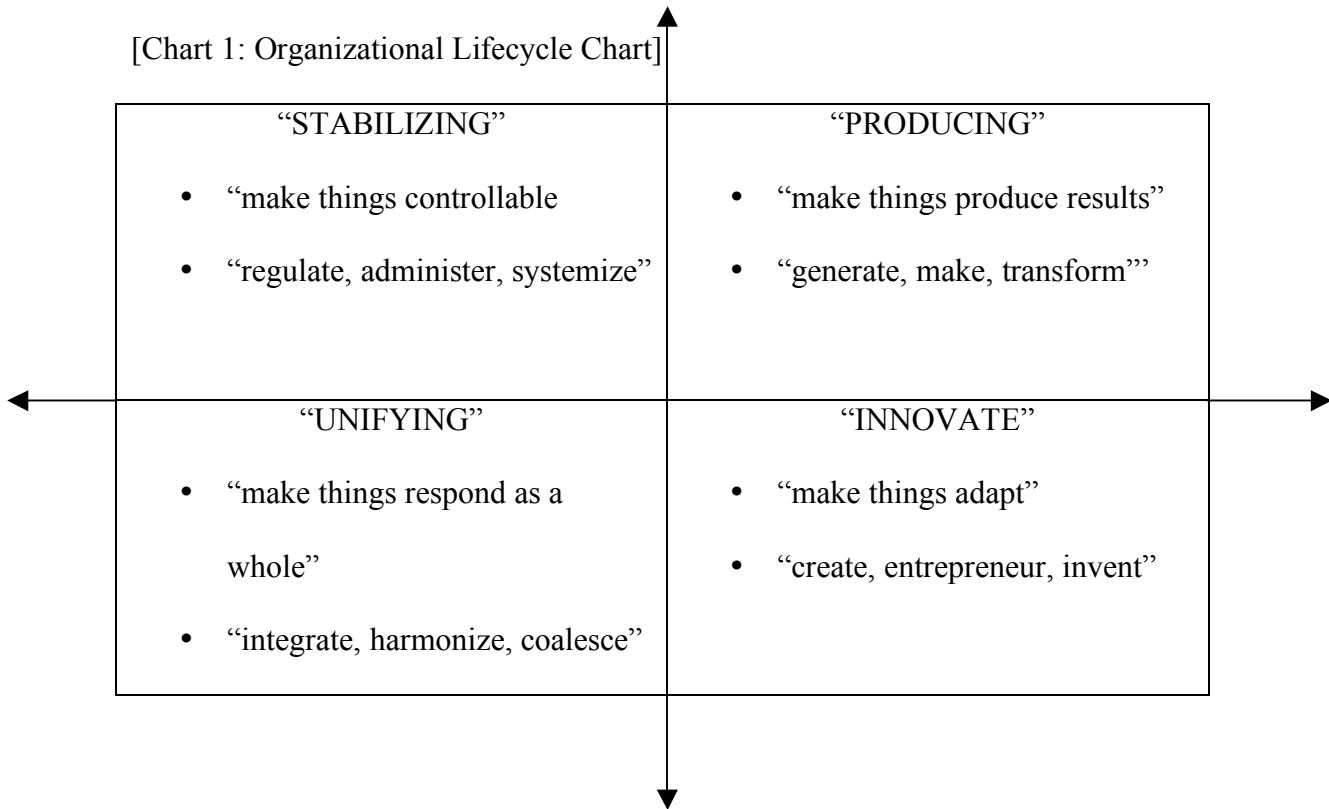 [Chart 1: Organizational Lifecycle Chart]
“STABILIZING”
• “make things controllable
• “regulate, administer, systemize”
“PRODUCING”
• “make things produce results”
• “generate, make, transform”’
“UNIFYING”
• “make things respond as a
whole”
• “integrate, harmonize, coalesce”
“INNOVATE”
• “make things adapt”
• “create, entrepreneur, invent”